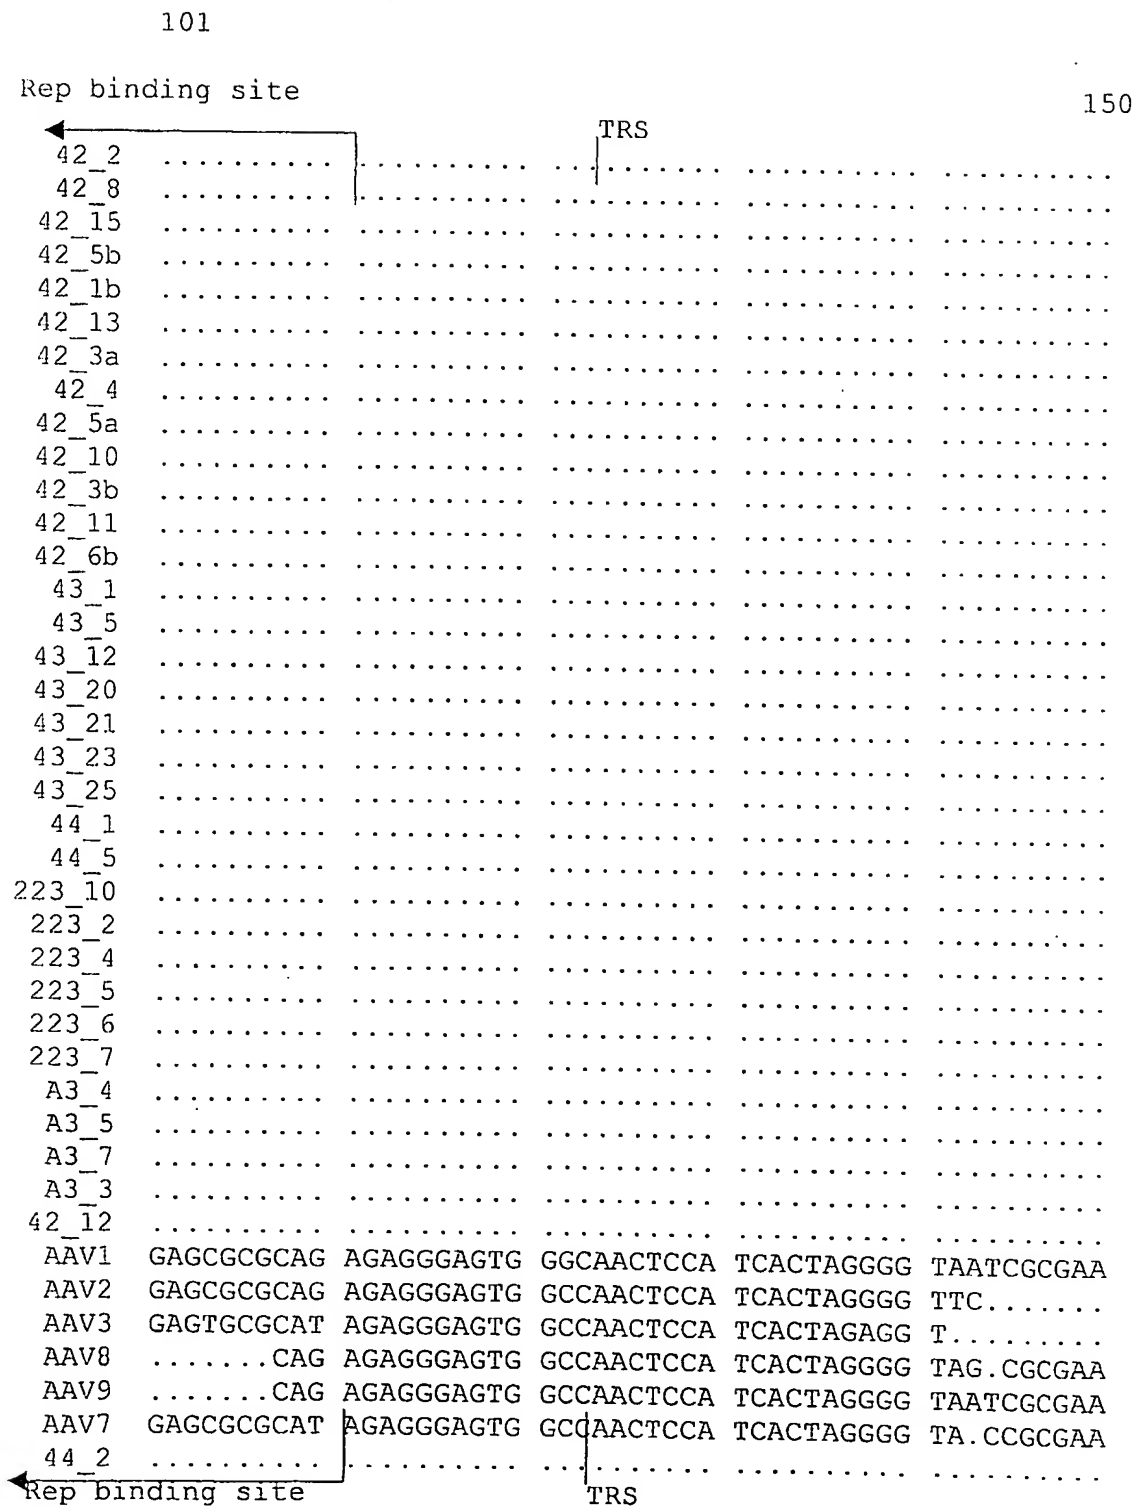 101
Rep binding site
150
TRS
42_2 .......... .......... .......... .......... ..........
42_8 .......... .......... .......... .......... ..........
42_15 .......... .......... .......... .......... ..........
42_5b .......... .......... .......... .......... ..........
42_1b .......... .......... .......... .......... ..........
42_13 .......... .......... .......... .......... ..........
42_3a .......... .......... .......... .......... ..........
42_4 .......... .......... .......... .......... ..........
42_5a .......... .......... .......... .......... ..........
42_10 .......... .......... .......... .......... ..........
42_3b .......... .......... .......... .......... ..........
42_11 .......... .......... .......... .......... ..........
42_6b .......... .......... .......... .......... ..........
43_1 .......... .......... .......... .......... ..........
43_5 .......... .......... .......... .......... ..........
43_12 .......... .......... .......... .......... ..........
43_20 .......... .......... .......... .......... ..........
43_21 .......... .......... .......... .......... ..........
43_23 .......... .......... .......... .......... ..........
43_25 .......... .......... .......... .......... ..........
44_1 .......... .......... .......... .......... ..........
44_5 .......... .......... .......... .......... ..........
223_10 .......... .......... .......... .......... ..........
223_2 .......... .......... .......... .......... ..........
223_4 .......... .......... .......... .......... ..........
223_5 .......... .......... .......... .......... ..........
223_6 .......... .......... .......... .......... ..........
223_7 .......... .......... .......... .......... ..........
A3_4 .......... .......... .......... .......... ..........
A3_5 .......... .......... .......... .......... ..........
A3_7 .......... .......... .......... .......... ..........
A3_3 .......... .......... .......... .......... ..........
42_12 .......... .......... .......... .......... ..........
AAV1 GAGCGCGCAG AGAGGGAGTG GGCAACTCCA TCACTAGGGG TAATCGCGAA
AAV2 GAGCGCGCAG AGAGGGAGTG GCCAACTCCA TCACTAGGGG TTC.......
AAV3 GAGTGCGCAT AGAGGGAGTG GCCAACTCCA TCACTAGAGG T.........
AAV8 .......CAG AGAGGGAGTG GCCAACTCCA TCACTAGGGG TAG.CGCGAA
AAV9 .......CAG AGAGGGAGTG GCCAACTCCA TCACTAGGGG TAATCGCGAA
AAV7 GAGCGCGCAT AGAGGGAGTG GCCAACTCCA TCACTAGGGG TA.CCGCGAA
44_2 .......... .......... .......... .......... ..........
Rep binding site
TRS